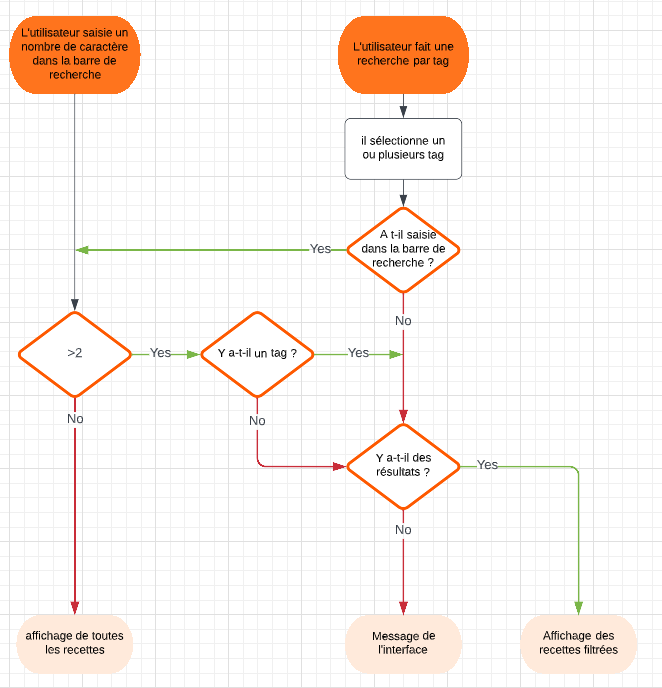 L'utilisateur saisie un
nombre de caractère
dans la barre de
recherche
L'utilisateur fait une
recherche par tag
il sélectionne un
ou plusieurs tag
A t-il saisie
dans la barre de
recherche ?
Yes
No
>2
Yes
Y a-t-il un tag ?
Yes
No
No
Y a-t-il des
résultats ?
Yes
No
affichage de toutes
les recettes
Message de
l'interface
Affichage des
recettes filtrées